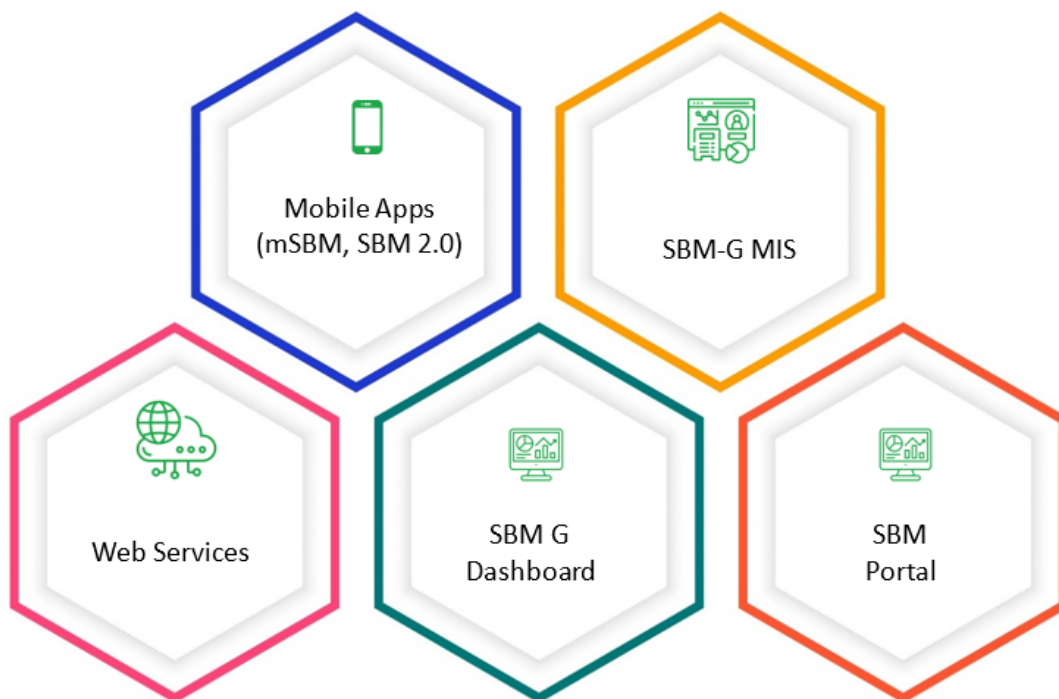 Mobile Apps
(mSBM, SBM 2.0)
SBM-G MIS
Web Services
SBM G
Dashboard
SBM
Portal